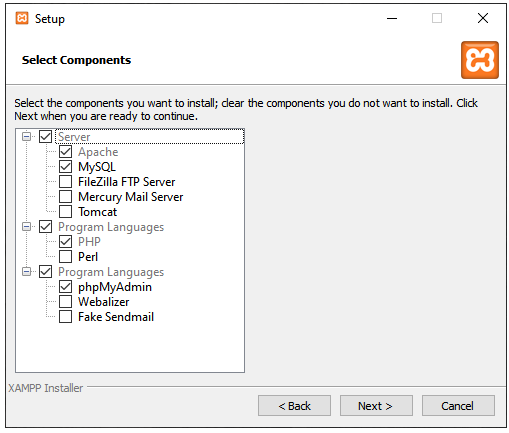 Setup
Select Components
Select the components you want to install; clear the components you do not want to install. Click
Next when you are ready to continue.
Server
Apache
MySQL
FileZilla FTP Server
Mercury Mail Server
Tomcat
Program Languages
PHP
Perl
Program Languages
phpMyAdmin
Webalizer
Fake Sendmail
XAMPP Installer
< Back
Next >
Cancel